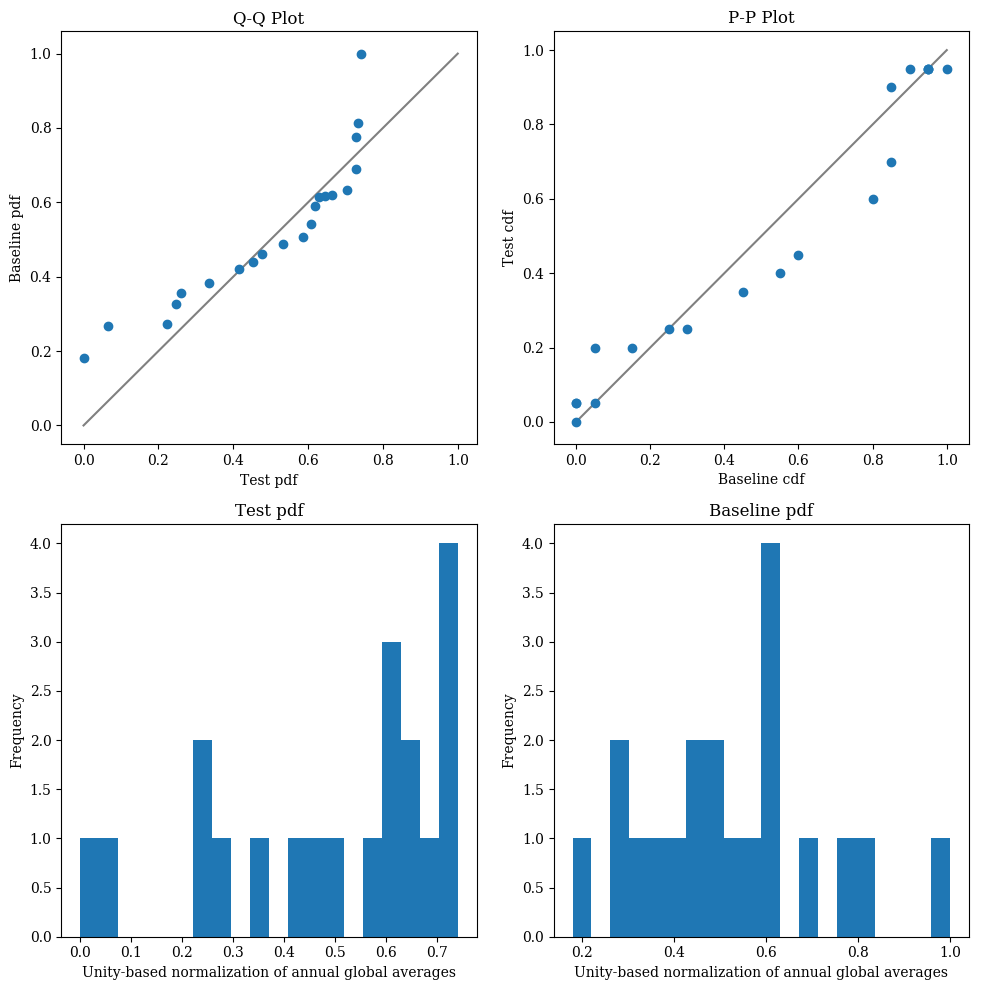 Q-Q Plot
1.0
0.8
0.6
0.4
0.2
0.0
Baseline pdf
0.0 0.2 0.4 0.6 0.8 1.0
Test pdf
P-P Plot
1.0
0.8
0.6
0.4
0.2
0.0
Test cdf
0.0 0.2 0.4 0.6 0.8 1.0
Baseline cdf
Test pdf
4.0
3.5
3.0
2.5
2.0
1.5
1.0
0.5
0.0
Frequency
0.0 0.1 0.2 0.3 0.4 0.5 0.6 0.7
Unity-based normalization of annual global averages
Baseline pdf
4.0
3.5
3.0
2.5
2.0
1.5
1.0
0.5
0.0
Frequency
0.2 0.4 0.6 0.8 1.0
Unity-based normalization of annual global averages